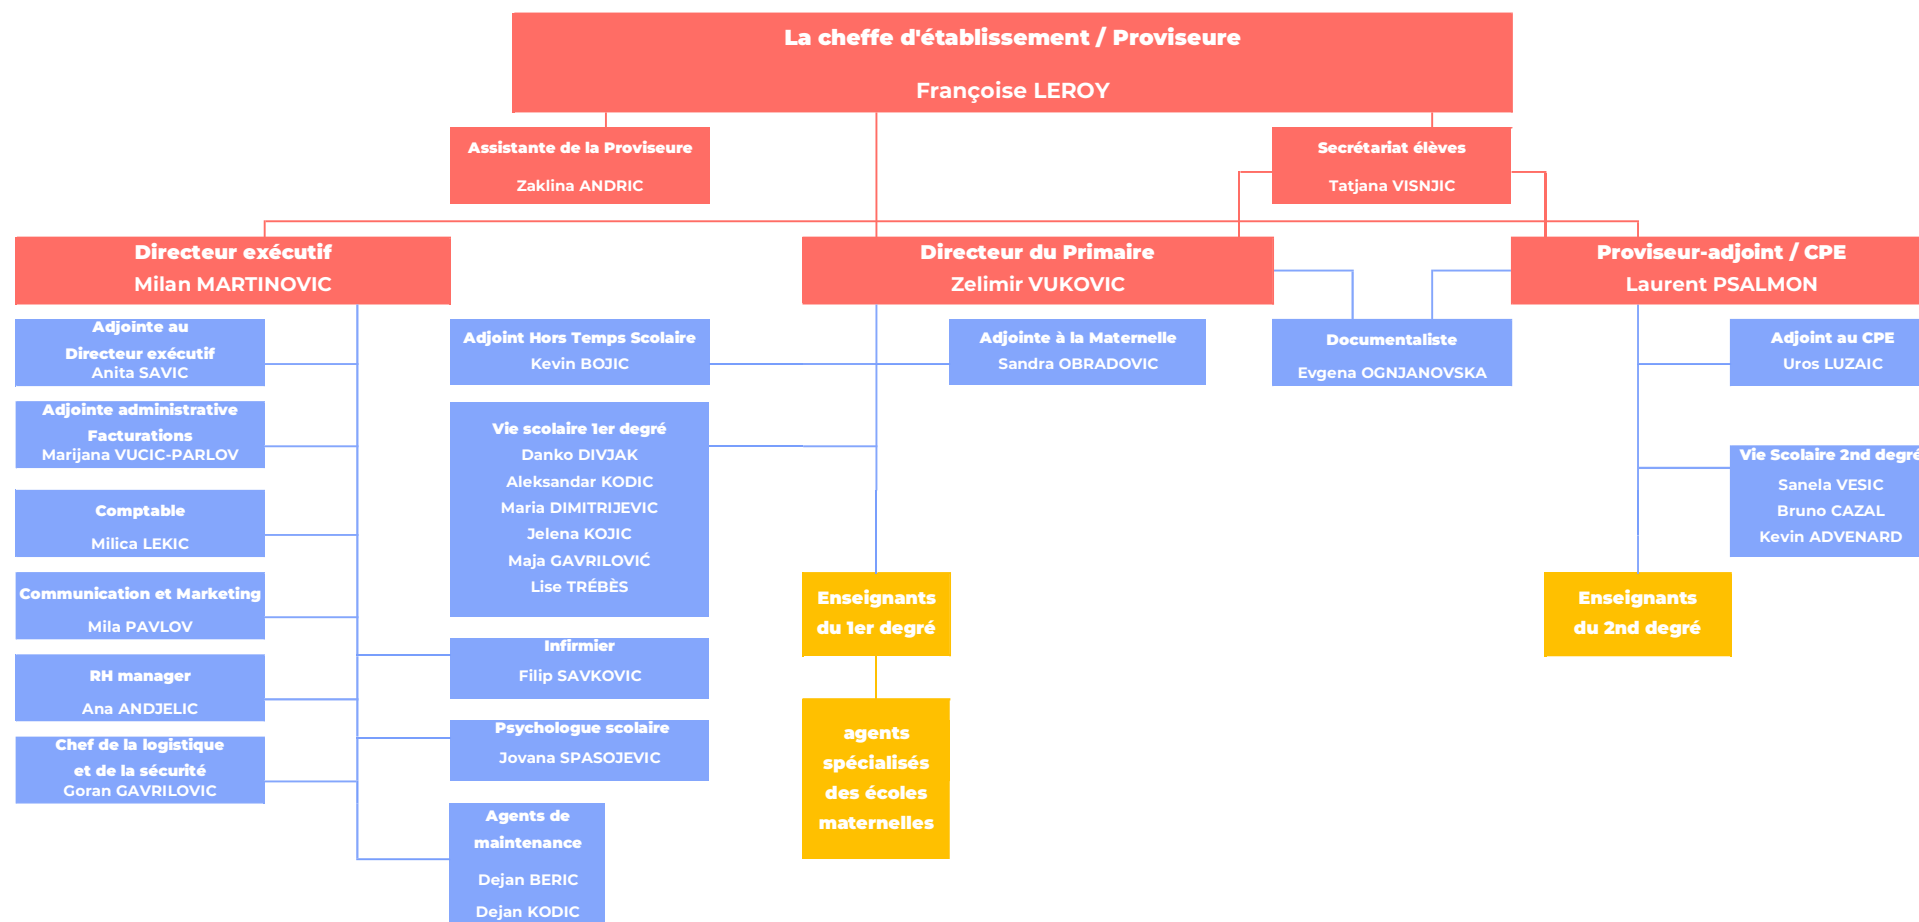 La cheffe d'établissement / Proviseure
Françoise LEROY
Assistante de la Proviseure
Zaklina ANDRIC
Secrétariat élèves
Tatjana VISNJIC
Directeur exécutif
Milan MARTINOVIC
Directeur du Primaire
Zelimir VUKOVIC
Proviseur-adjoint / CPE
Laurent PSALMON
Adjointe au
Directeur exécutif
Anita SAVIC
Adjointe administrative
Facturations
Marijana VUCIC-PARLOV
Comptable
Milica LEKIC
Communication et Marketing
Mila PAVLOV
RH manager
Ana ANDJELIC
Chef de la logistique
et de la sécurité
Goran GAVRILOVIC
Adjoint Hors Temps Scolaire
Kevin BOJIC
Vie scolaire 1er degré
Danko DIVJAK
Aleksandar KODIC
Maria DIMITRIJEVIC
Jelena KOJIC
Maja GAVRILOVIĆ
Lise TRÉBÈS
Infirmier
Filip SAVKOVIC
Psychologue scolaire
Jovana SPASOJEVIC
Agents de
maintenance
Dejan BERIC
Dejan KODIC
Adjointe à la Maternelle
Sandra OBRADOVIC
Enseignants
du 1er degré
agents
spécialisés
des écoles
maternelles
Documentaliste
Evgena OGNJANOVSKA
Adjoint au CPE
Uros LUZAIC
Vie Scolaire 2nd degré
Sanela VESIC
Bruno CAZAL
Kevin ADVENARD
Enseignants
du 2nd degré